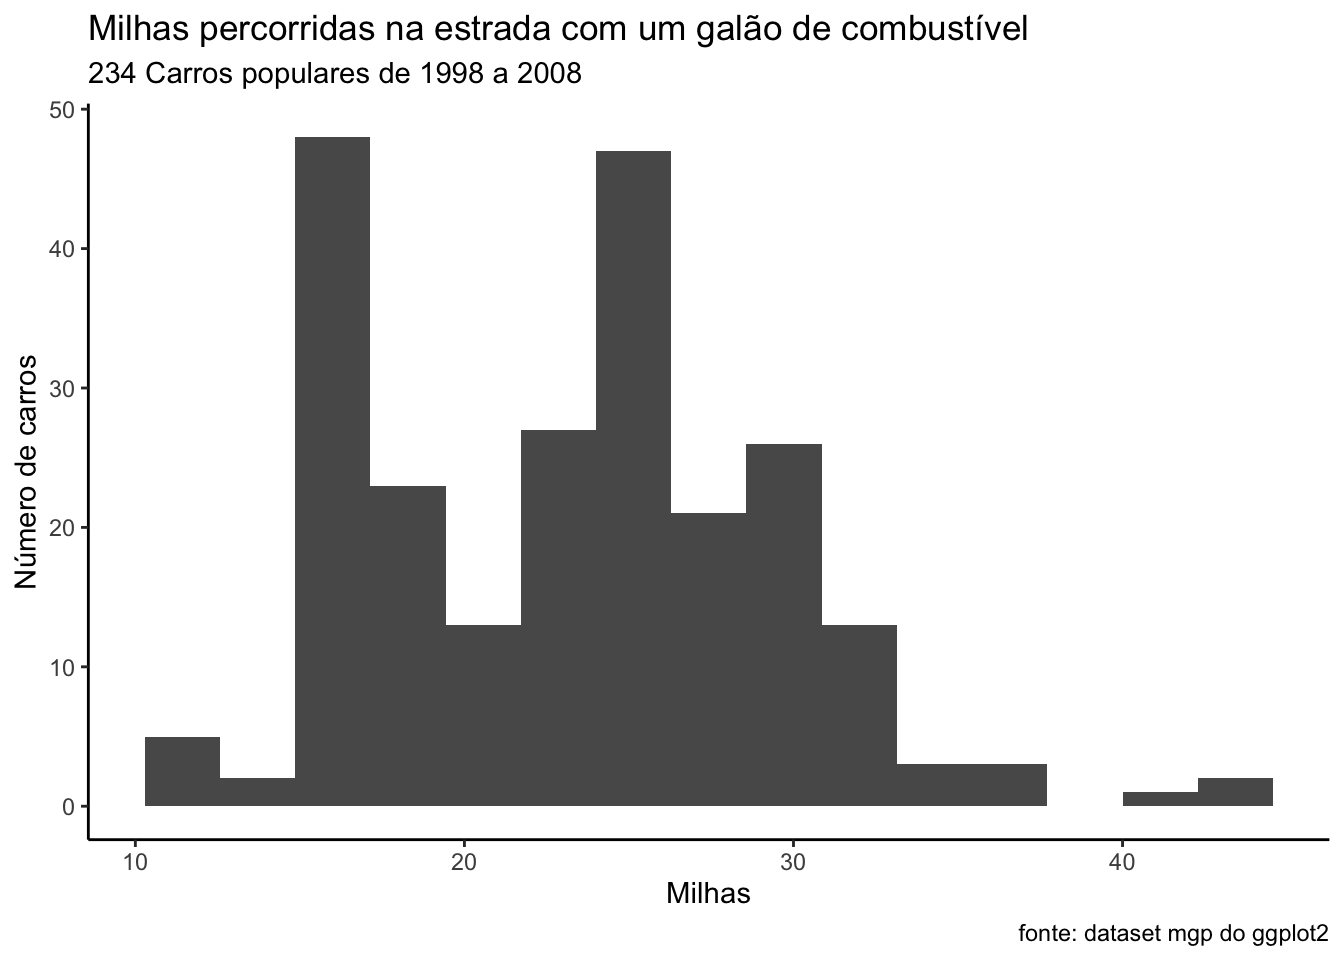 Milhas percorridas na estrada com um galão de combustível
234 Carros populares de 1998 a 2008
Número de carros
50
40
30
20
10
0
10 20 30 40
Milhas
fonte: dataset mgp do ggplot2